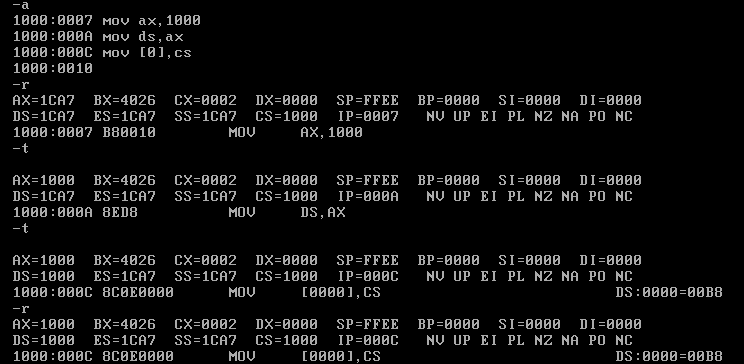 -a
1000:0007 mov ax,1000
1000:000A mov ds,ax
1000:000C mov [0],cs
1000:0010
-r
AX=1CA7  BX=4026  CX=0002  DX=0000  SP=FFEE  BP=0000  SI=0000  DI=0000
DS=1CA7  ES=1CA7  SS=1CA7  CS=1000  IP=0007   NV UP EI PL NZ NA PO NC
1000:0007 B80010        MOV     AX,1000
-t
AX=1000  BX=4026  CX=0002  DX=0000  SP=FFEE  BP=0000  SI=0000  DI=0000
DS=1CA7  ES=1CA7  SS=1CA7  CS=1000  IP=000A   NV UP EI PL NZ NA PO NC
1000:000A 8ED8          MOV     DS,AX
-t
AX=1000  BX=4026  CX=0002  DX=0000  SP=FFEE  BP=0000  SI=0000  DI=0000
DS=1000  ES=1CA7  SS=1CA7  CS=1000  IP=000C   NV UP EI PL NZ NA PO NC
1000:000C 8C0E0000      MOV     [0000],CS                          DS:0000=00B8
-r
AX=1000  BX=4026  CX=0002  DX=0000  SP=FFEE  BP=0000  SI=0000  DI=0000
DS=1000  ES=1CA7  SS=1CA7  CS=1000  IP=000C   NV UP EI PL NZ NA PO NC
1000:000C 8C0E0000      MOV     [0000],CS                          DS:0000=00B8